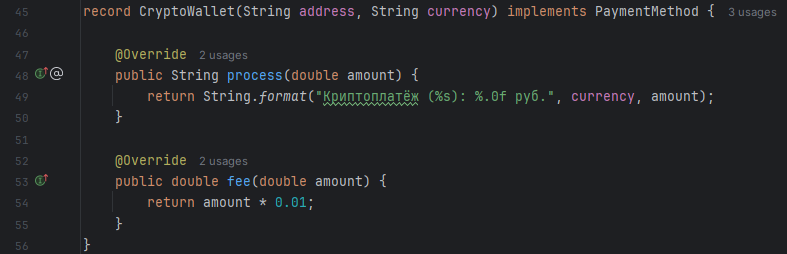 45 record CryptoWallet(String address, String currency) implements PaymentMethod { 3 usages
46
47 @Override 2 usages
48 @ public String process(double amount) {
49 return String.format("Криптоплатёж (%s): %.0f руб.", currency, amount);
50 }
51
52 @Override 2 usages
53 public double fee(double amount) {
54 return amount * 0.01;
55 }
56 }